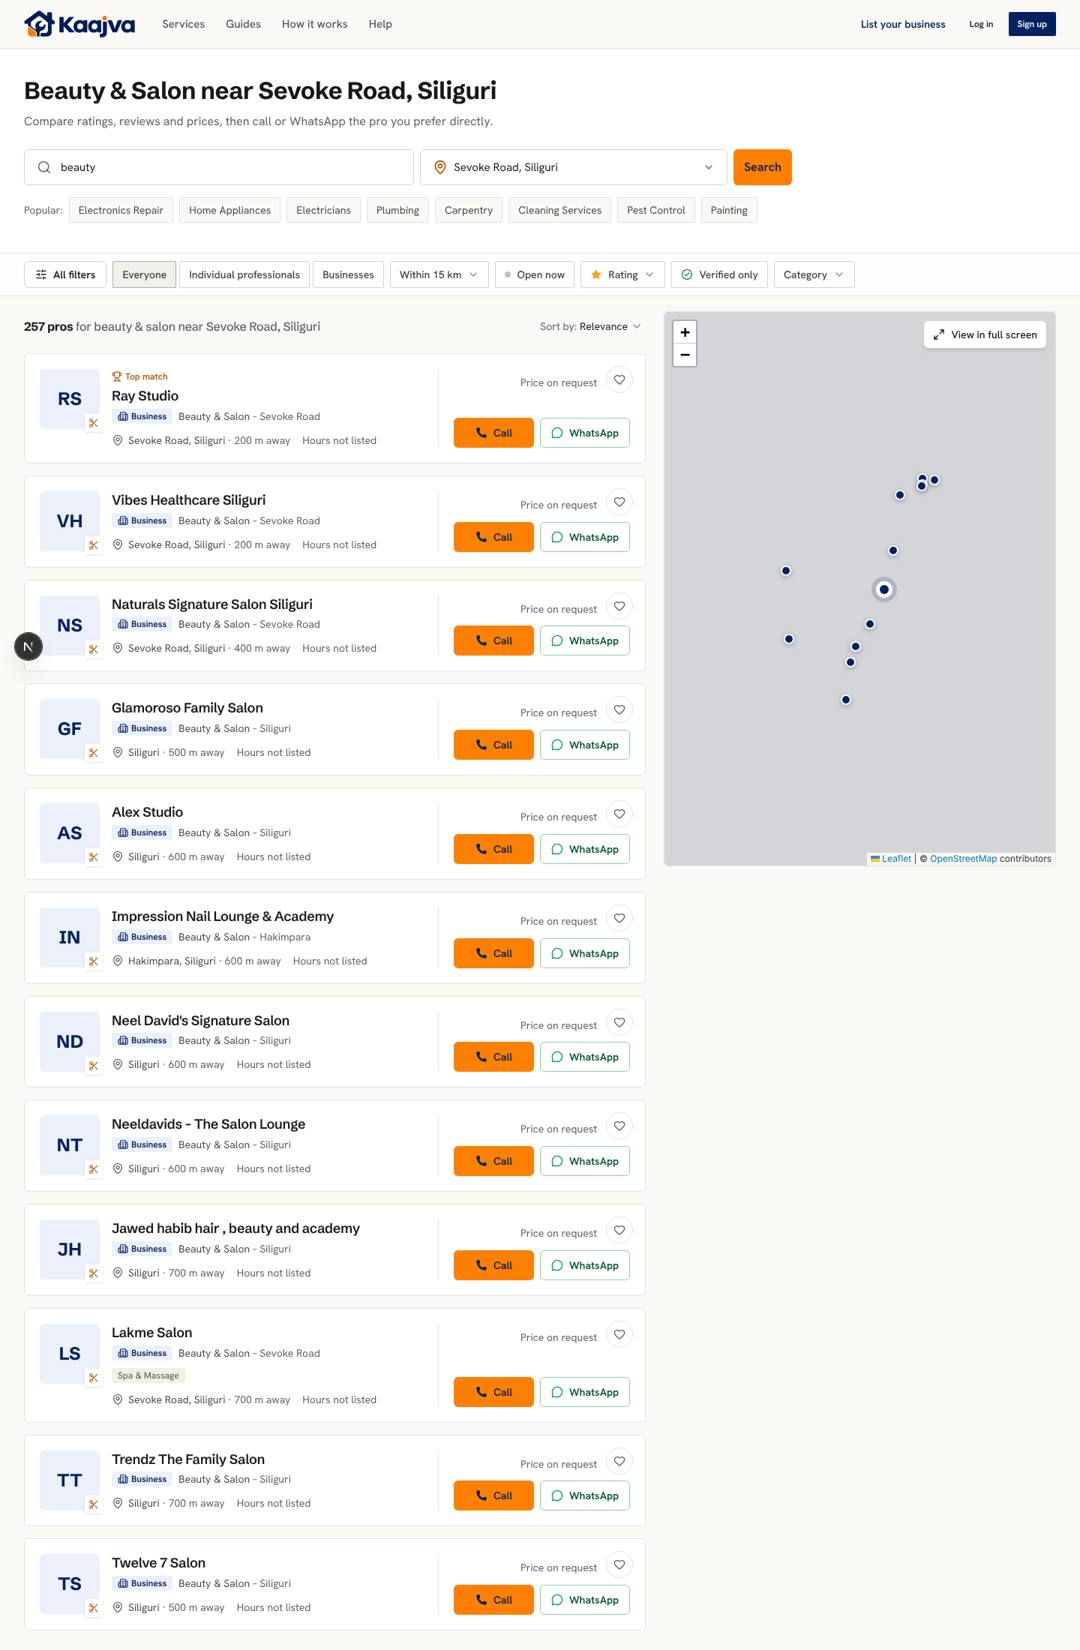 Kaajva
Services
Guides
How it works
Help
List your business
Log in
Sign up
Beauty & Salon near Sevoke Road, Siliguri
Compare ratings, reviews and prices, then call or WhatsApp the pro you prefer directly.
beauty
Sevoke Road, Siliguri
Search
Popular:
Electronics Repair
Home Appliances
Electricians
Plumbing
Carpentry
Cleaning Services
Pest Control
Painting
All filters
Everyone
Individual professionals
Businesses
Within 15 km
Open now
Rating
Verified only
Category
257 pros for beauty & salon near Sevoke Road, Siliguri
Sort by: Relevance
RS
Top match
Ray Studio
Business
Beauty & Salon – Sevoke Road
Sevoke Road, Siliguri · 200 m away
Hours not listed
Price on request
Call
WhatsApp
VH
Vibes Healthcare Siliguri
Business
Beauty & Salon – Sevoke Road
Sevoke Road, Siliguri · 200 m away
Hours not listed
Price on request
Call
WhatsApp
NS
Naturals Signature Salon Siliguri
Business
Beauty & Salon – Sevoke Road
Sevoke Road, Siliguri · 400 m away
Hours not listed
Price on request
Call
WhatsApp
N
GF
Glamoroso Family Salon
Business
Beauty & Salon – Siliguri
Siliguri · 500 m away
Hours not listed
Price on request
Call
WhatsApp
AS
Alex Studio
Business
Beauty & Salon – Siliguri
Siliguri · 600 m away
Hours not listed
Price on request
Call
WhatsApp
IN
Impression Nail Lounge & Academy
Business
Beauty & Salon – Hakimpara
Hakimpara, Siliguri · 600 m away
Hours not listed
Price on request
Call
WhatsApp
ND
Neel David's Signature Salon
Business
Beauty & Salon – Siliguri
Siliguri · 600 m away
Hours not listed
Price on request
Call
WhatsApp
NT
Neeldavids - The Salon Lounge
Business
Beauty & Salon – Siliguri
Siliguri · 600 m away
Hours not listed
Price on request
Call
WhatsApp
JH
Jawed habib hair , beauty and academy
Business
Beauty & Salon – Siliguri
Siliguri · 700 m away
Hours not listed
Price on request
Call
WhatsApp
LS
Lakme Salon
Business
Beauty & Salon – Sevoke Road
Spa & Massage
Sevoke Road, Siliguri · 700 m away
Hours not listed
Price on request
Call
WhatsApp
TT
Trendz The Family Salon
Business
Beauty & Salon – Siliguri
Siliguri · 700 m away
Hours not listed
Price on request
Call
WhatsApp
TS
Twelve 7 Salon
Business
Beauty & Salon – Siliguri
Siliguri · 500 m away
Hours not listed
Price on request
Call
WhatsApp
+
−
View in full screen
Leaflet | © OpenStreetMap contributors